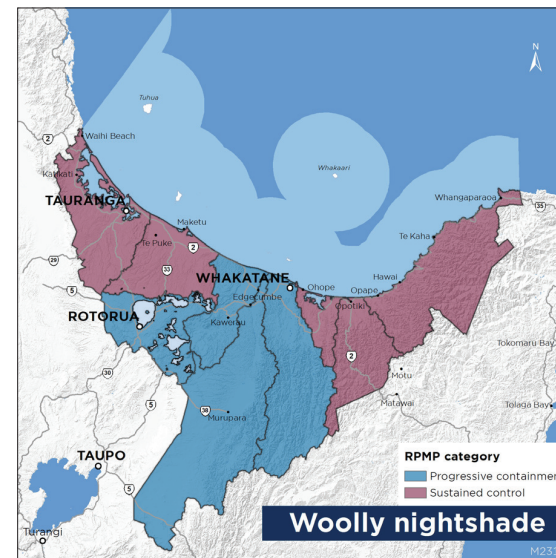 N
Tuhua
2
Waihi Beach
Katikati
Whakaari
Whangaparaoa
35
TAURANGA
Maketu
Te Puke
2
Te Kaha
29
33
WHAKATANE
Hawai
Ohope
Opape
5
Edgecumbe
Opotiki
ROTORUA
Kawerau
Tokomaru Bay
2
30
Motu
5
Matawai
Tolaga Bay
38
Murupara
TAUPO
RPMP category
Progressive containment
Sustained control
5
Turangi
Woolly nightshade